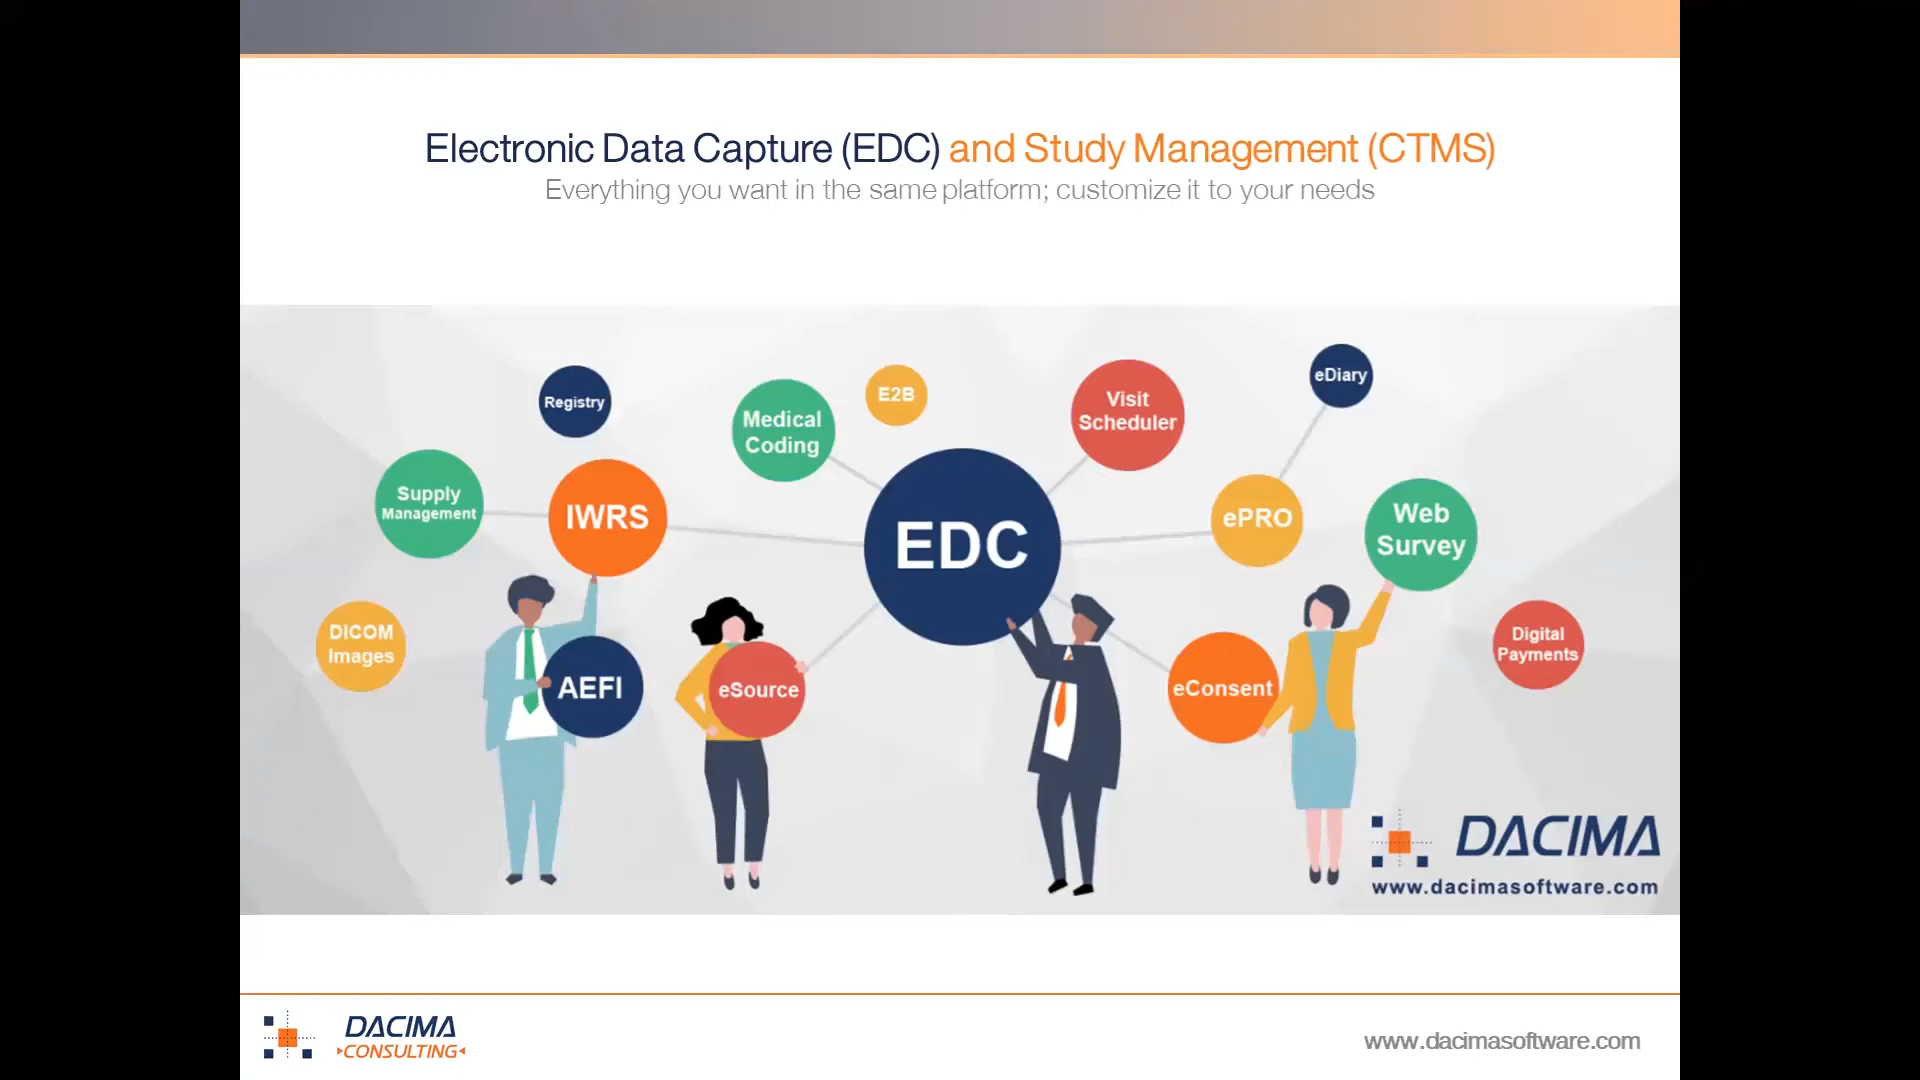 Electronic Data Capture (EDC) and Study Management (CTMS)
Everything you want in the same platform; customize it to your needs
Registry
Medical
Coding
E2B
Visit
Scheduler
eDiary
Supply
Management
IWRS
EDC
ePRO
Web
Survey
DICOM
Images
AEFI
eSource
eConsent
Digital
Payments
DACIMA
www.dacimasoftware.com
DACIMA
CONSULTING
www.dacimasoftware.com